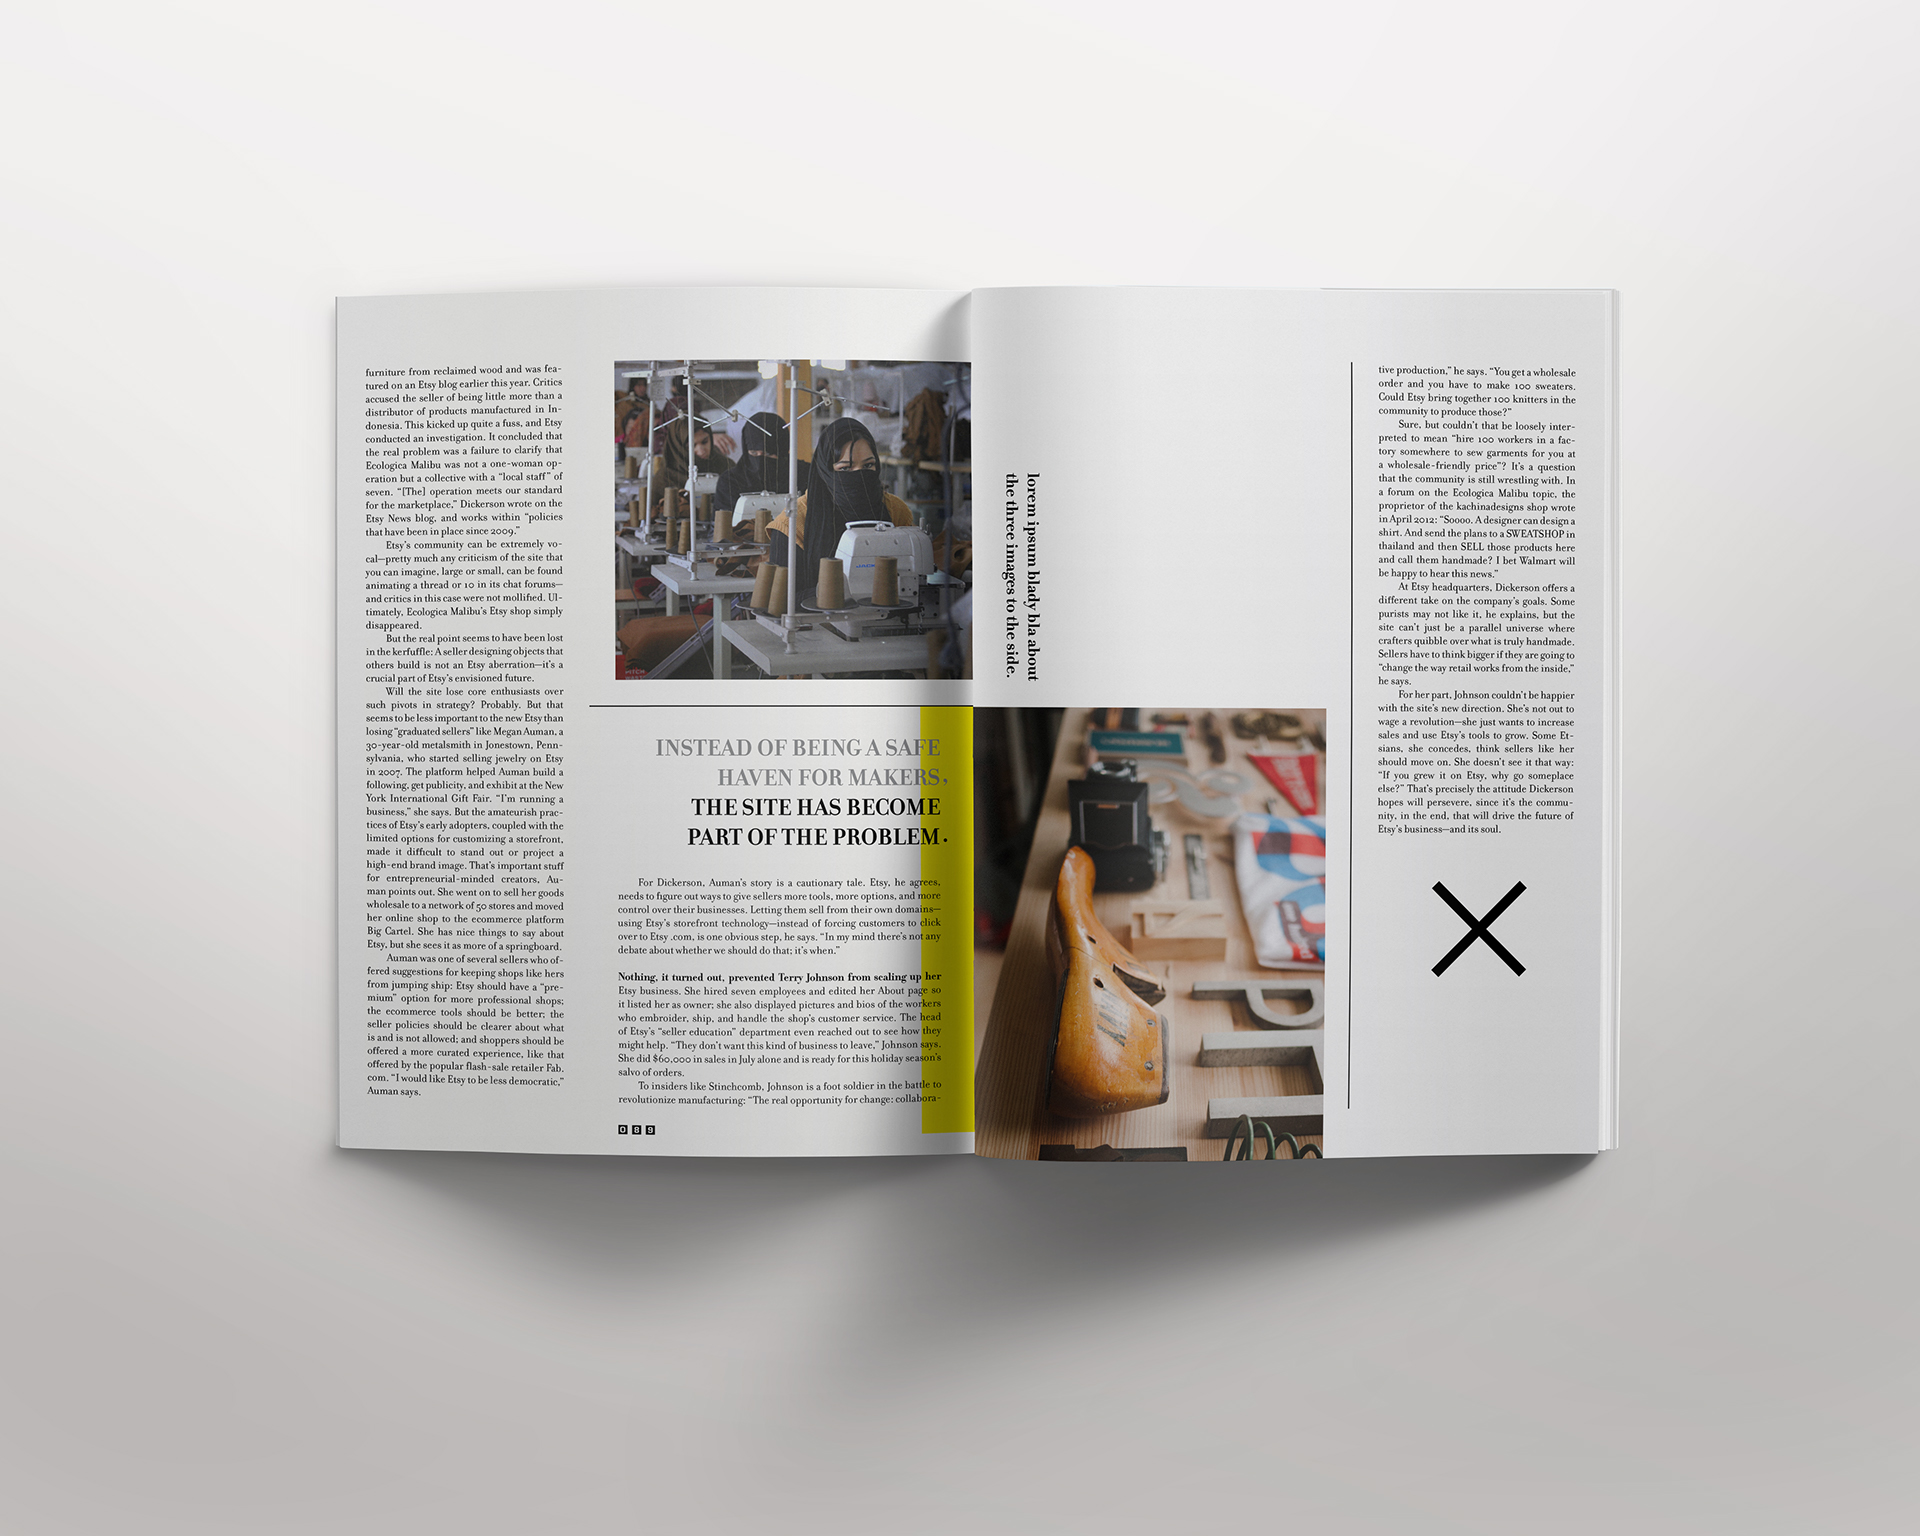 furniture from reclaimed wood and was fea-
tured on an Etsy blog earlier this year. Critics
accused the seller of being little more than a
distributor of products manufactured in In-
donesia. This kicked up quite a fuss, and Etsy
conducted an investigation. It concluded that
the real problem was a failure to clarify that
Ecologica Malibu was not a one-woman op-
eration but a collective with a “local staff” of
seven. “[The] operation meets our standard
for the marketplace,” Dickerson wrote on the
Etsy News blog, and works within “policies
that have been in place since 2009.”
Etsy’s community can be extremely vo-
cal—pretty much any criticism of the site that
you can imagine, large or small, can be found
animating a thread or 10 in its chat forums—
and critics in this case were not mollified. Ul-
timately, Ecologica Malibu’s Etsy shop simply
disappeared.
But the real point seems to have been lost
in the kerfuffle: A seller designing objects that
others build is not an Etsy aberration—it’s a
crucial part of Etsy’s envisioned future.
Will the site lose core enthusiasts over
such pivots in strategy? Probably. But that
seems to be less important to the new Etsy than
losing “graduated sellers” like Megan Auman, a
30-year-old metalsmith in Jonestown, Penn-
sylvania, who started selling jewelry on Etsy
in 2007. The platform helped Auman build a
following, get publicity, and exhibit at the New
York International Gift Fair. “I’m running a
business,” she says. But the amateurish prac-
tices of Etsy’s early adopters, coupled with the
limited options for customizing a storefront,
made it difficult to stand out or project a
high-end brand image. That’s important stuff
for entrepreneurial-minded creators, Au-
man points out. She went on to sell her goods
wholesale to a network of 50 stores and moved
her online shop to the ecommerce platform
Big Cartel. She has nice things to say about
Etsy, but she sees it as more of a springboard.
Auman was one of several sellers who of-
fered suggestions for keeping shops like hers
from jumping ship: Etsy should have a “pre-
mium” option for more professional shops;
the ecommerce tools should be better; the
seller policies should be clearer about what
is and is not allowed; and shoppers should be
offered a more curated experience, like that
offered by the popular flash-sale retailer Fab.
com. “I would like Etsy to be less democratic,”
Auman says.
INSTEAD OF BEING A SAFE
HAVEN FOR MAKERS,
THE SITE HAS BECOME
PART OF THE PROBLEM.
For Dickerson, Auman’s story is a cautionary tale. Etsy, he agrees,
needs to figure out ways to give sellers more tools, more options, and more
control over their businesses. Letting them sell from their own domains—
using Etsy’s storefront technology—instead of forcing customers to click
over to Etsy .com, is one obvious step, he says. “In my mind there’s not any
debate about whether we should do that; it’s when.”
Nothing, it turned out, prevented Terry Johnson from scaling up her
Etsy business. She hired seven employees and edited her About page so
it listed her as owner; she also displayed pictures and bios of the workers
who embroider, ship, and handle the shop’s customer service. The head
of Etsy’s “seller education” department even reached out to see how they
might help. “They don’t want this kind of business to leave,” Johnson says.
She did $60,000 in sales in July alone and is ready for this holiday season’s
salvo of orders.
To insiders like Stinchcomb, Johnson is a foot soldier in the battle to
revolutionize manufacturing: “The real opportunity for change: collabora-
089
lorem ipsum blady bla about
the three images to the side.
tive production,” he says. “You get a wholesale
order and you have to make 100 sweaters.
Could Etsy bring together 100 knitters in the
community to produce those?”
Sure, but couldn’t that be loosely inter-
preted to mean “hire 100 workers in a fac-
tory somewhere to sew garments for you at
a wholesale-friendly price”? It’s a question
that the community is still wrestling with. In
a forum on the Ecologica Malibu topic, the
proprietor of the kachinadesigns shop wrote
in April 2012: “Soooo. A designer can design a
shirt. And send the plans to a SWEATSHOP in
thailand and then SELL those products here
and call them handmade? I bet Walmart will
be happy to hear this news.”
At Etsy headquarters, Dickerson offers a
different take on the company’s goals. Some
purists may not like it, he explains, but the
site can’t just be a parallel universe where
crafters quibble over what is truly handmade.
Sellers have to think bigger if they are going to
“change the way retail works from the inside,”
he says.
For her part, Johnson couldn’t be happier
with the site’s new direction. She’s not out to
wage a revolution—she just wants to increase
sales and use Etsy’s tools to grow. Some Et-
sians, she concedes, think sellers like her
should move on. She doesn’t see it that way:
“If you grew it on Etsy, why go someplace
else?” That’s precisely the attitude Dickerson
hopes will persevere, since it’s the commu-
nity, in the end, that will drive the future of
Etsy’s business—and its soul.